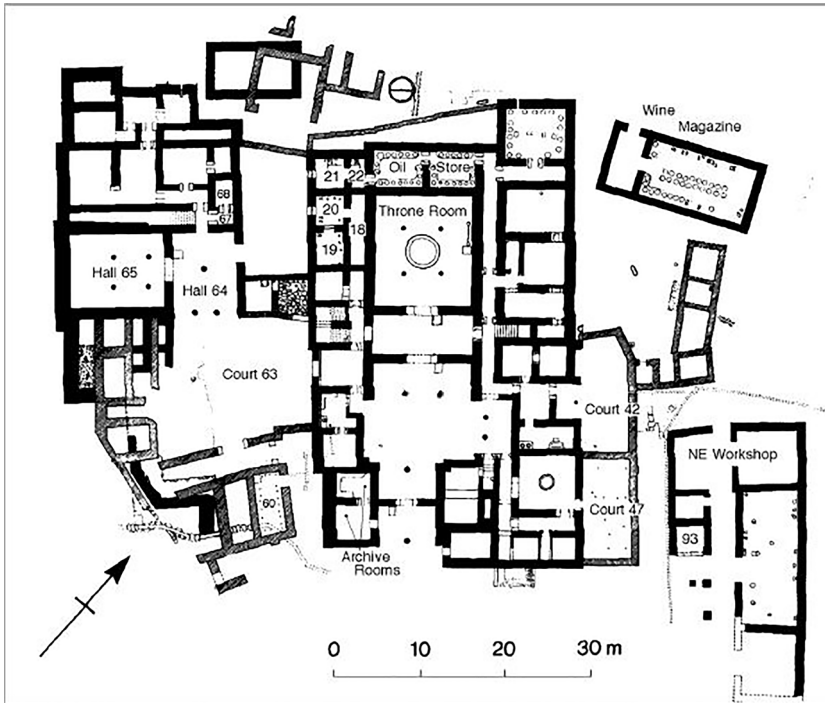 Wine
Magazine
21
22
Oil
Store
68
67
20
18
19
Throne Room
Hall 65
Hall 64
Court 63
Court 42
NE Workshop
Court 47
60
93
Archive
Rooms
0 10 20 30 m